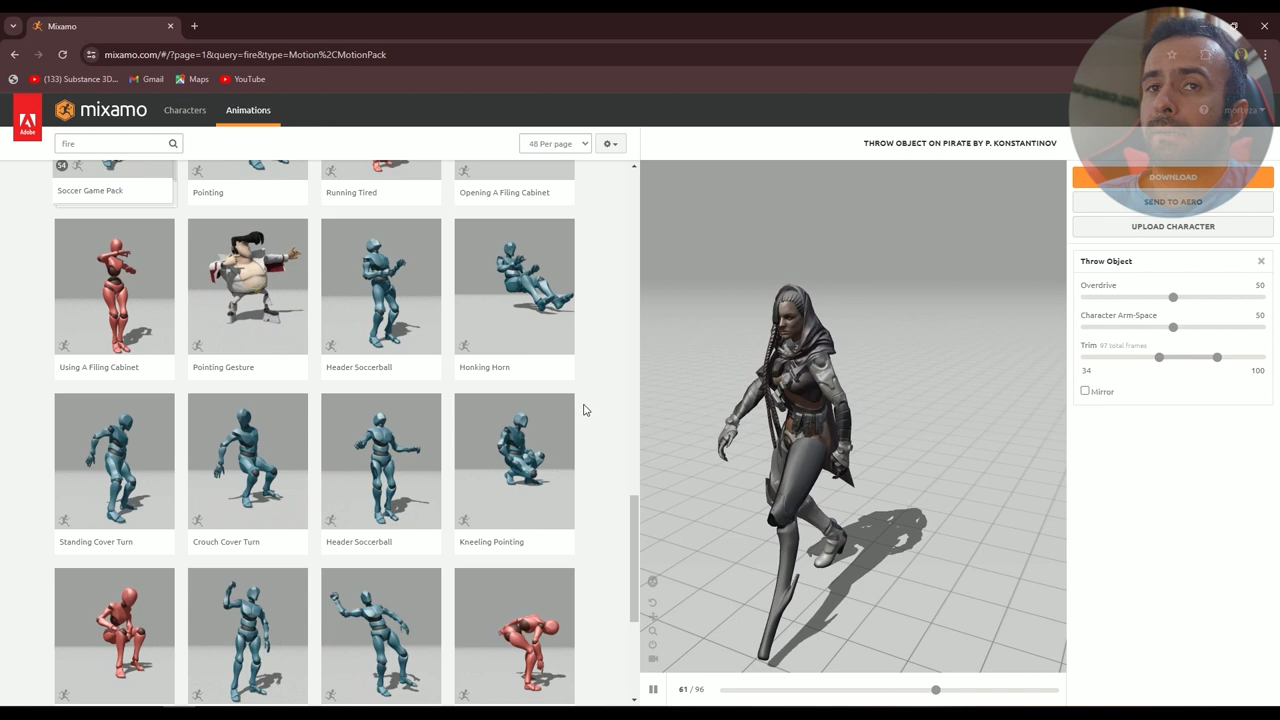 Mixamo
mixamo.com/#/?page=1&query=fire&type=Motion%2CMotionPack
(133) Substance 3D...
Gmail
Maps
YouTube
Adobe
mixamo
Characters
Animations
morteza
fire
48 Per page
THROW OBJECT ON PIRATE BY P. KONSTANTINOV
54
Soccer Game Pack
Pointing
Running Tired
Opening A Filing Cabinet
DOWNLOAD
SEND TO AERO
UPLOAD CHARACTER
Throw Object
Overdrive 50
Character Arm-Space 50
Trim 97 total frames
34 100
Mirror
Using A Filing Cabinet
Pointing Gesture
Header Soccerball
Honking Horn
Standing Cover Turn
Crouch Cover Turn
Header Soccerball
Kneeling Pointing
61 / 96